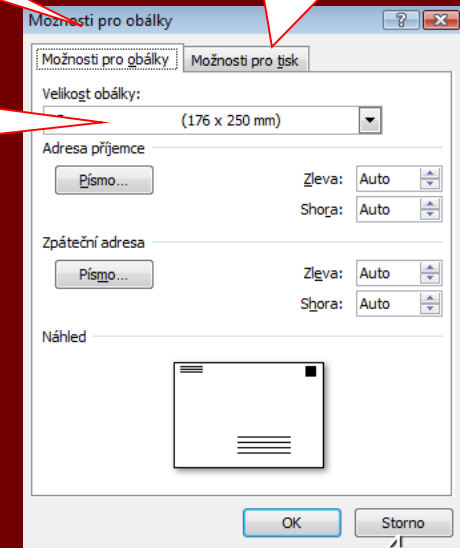 Možnosti pro obálky
Možnosti pro obálky Možnosti pro tisk
Velikost obálky:
(176 x 250 mm)
Adresa příjemce
Písmo... Zleva: Auto
Shora: Auto
Zpáteční adresa
Písmo... Zleva: Auto
Shora: Auto
Náhled
OK Storno